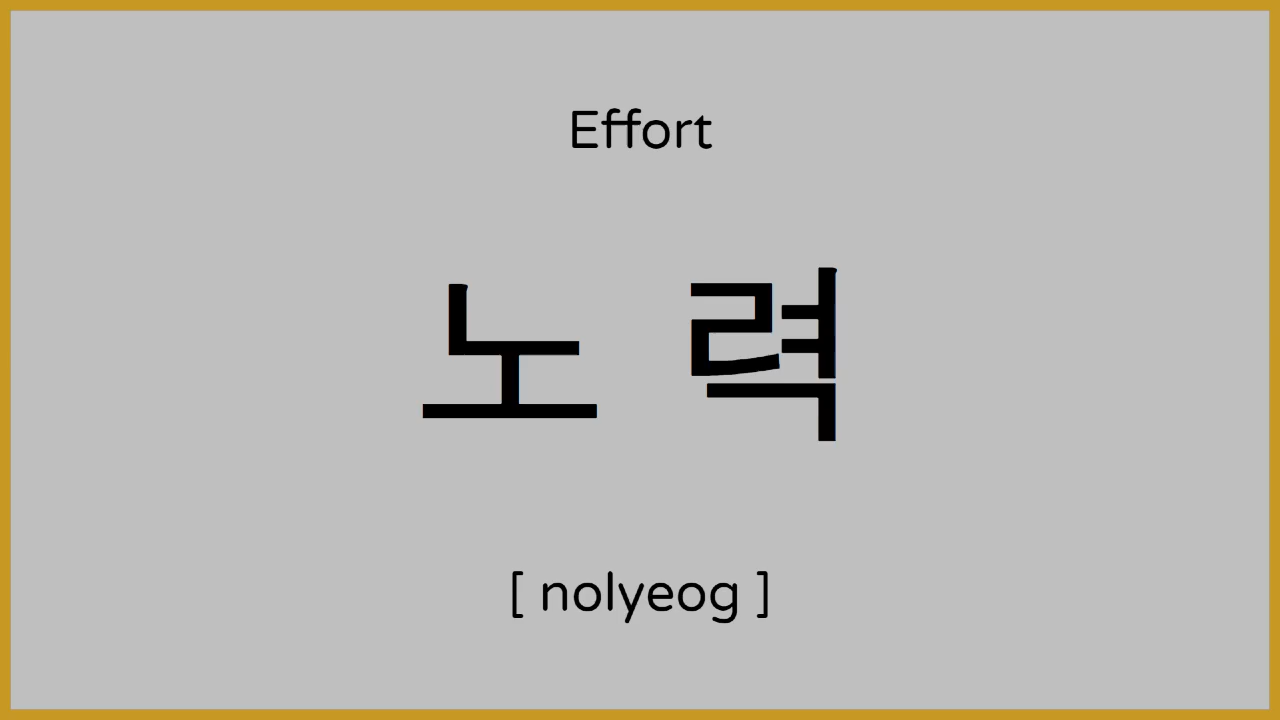 Effort
노 력
[ nolyeog ]